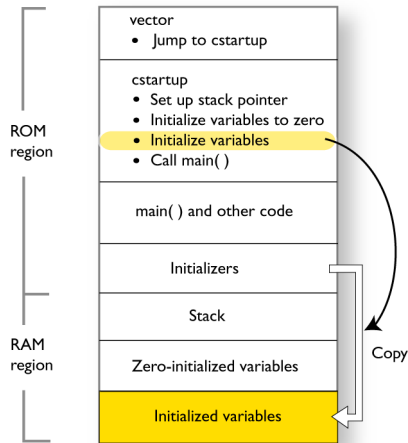 vector
• Jump to cstartup
cstartup
• Set up stack pointer
• Initialize variables to zero
• Initialize variables
• Call main( )
ROM
region
main( ) and other code
Initializers
Stack
RAM
region
Copy
Zero-initialized variables
Initialized variables